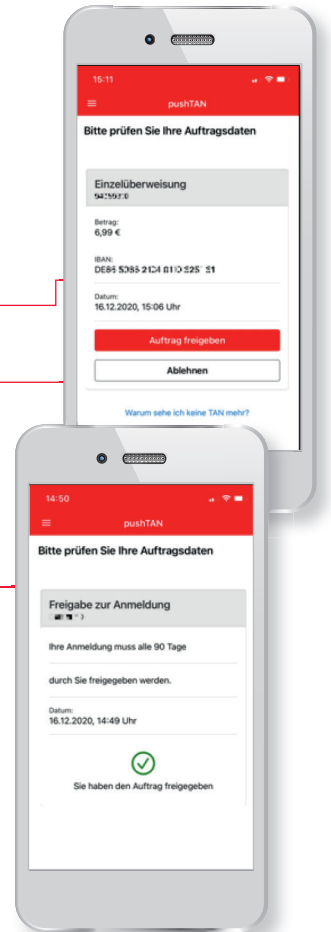 15:11
pushTAN
Bitte prüfen Sie Ihre Auftragsdaten
Einzelüberweisung
Betrag:
6,99 €
IBAN:
Datum:
16.12.2020, 15:06 Uhr
Auftrag freigeben
Ablehnen
Warum sehe ich keine TAN mehr?
14:50
pushTAN
Bitte prüfen Sie Ihre Auftragsdaten
Freigabe zur Anmeldung
Ihre Anmeldung muss alle 90 Tage
durch Sie freigegeben werden.
Datum:
16.12.2020, 14:49 Uhr
Sie haben den Auftrag freigegeben